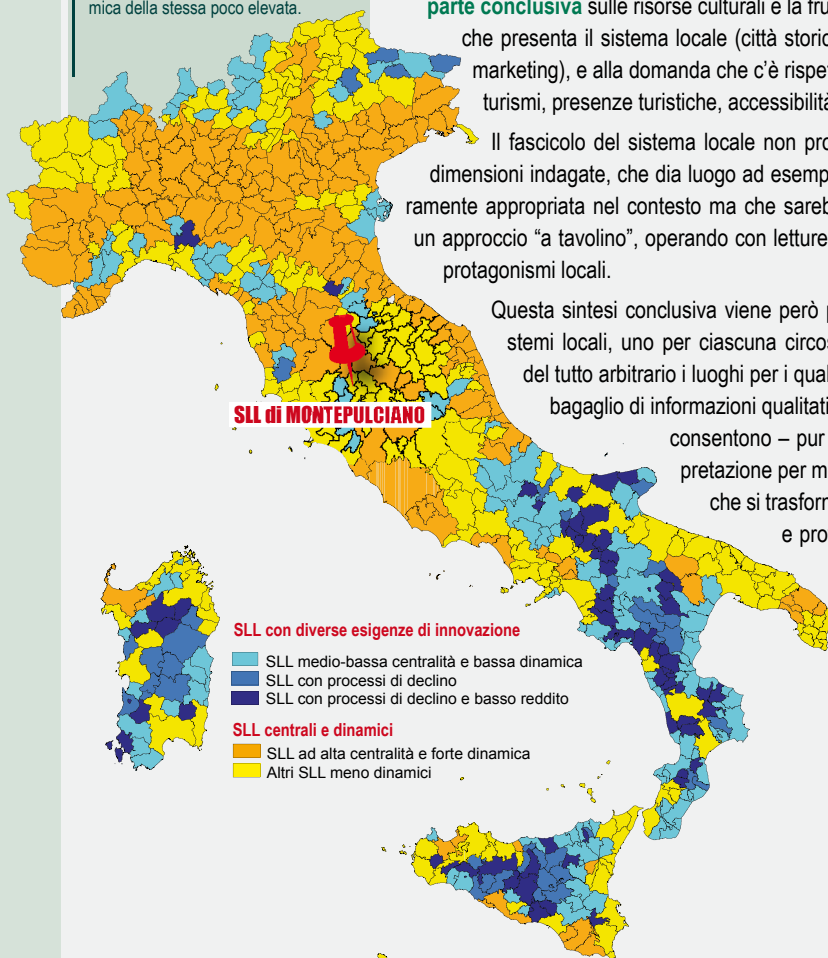 mica della stessa poco elevata.
parte conclusiva sulle risorse culturali e la fru
che presenta il sistema locale (città storic
marketing), e alla domanda che c'è rispe
turismi, presenze turistiche, accessibilità
Il fascicolo del sistema locale non pro
dimensioni indagate, che dia luogo ad esemp
ramente appropriata nel contesto ma che sareb
un approccio “a tavolino”, operando con letture
protagonismi locali.
Questa sintesi conclusiva viene però p
stemi locali, uno per ciascuna circos
del tutto arbitrario i luoghi per i qual
bagaglio di informazioni qualitati
consentono – pur
pretazione per m
che si trasforn
e pro
SLL di MONTEPULCIANO
SLL con diverse esigenze di innovazione
SLL medio-bassa centralità e bassa dinamica
SLL con processi di declino
SLL con processi di declino e basso reddito
SLL centrali e dinamici
SLL ad alta centralità e forte dinamica
Altri SLL meno dinamici